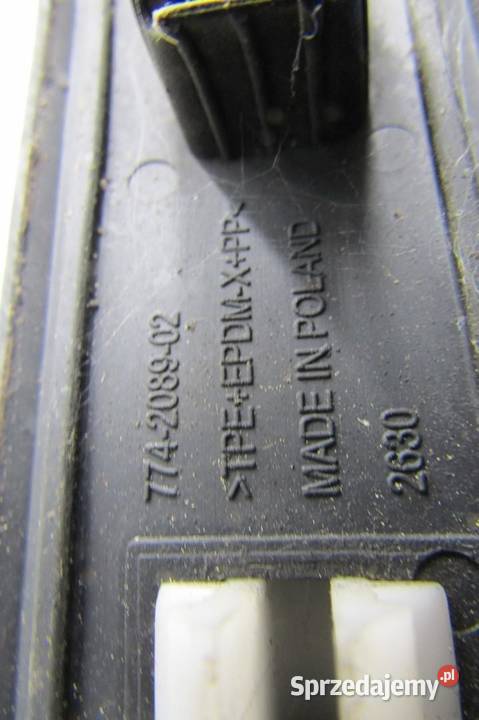 774-2089-02
>TPE+EPDM-X+PP<
MADE IN POLAND
2630
Sprzedajemy.pl